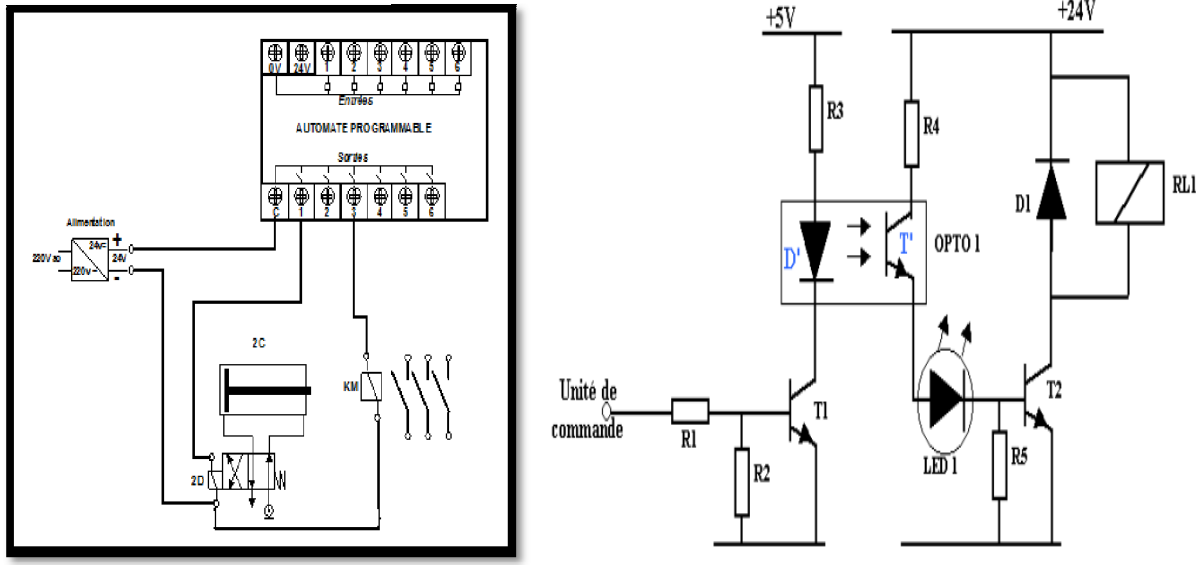 0V 24V 1 2 3 4 5 6
Entrées
AUTOMATE PROGRAMMABLE
Sorties
C 1 2 3 4 5 6
Alimentation
24v=
220v~
+
24V
-
220V ac
2C
KM
2D
+5V
+24V
R3
R4
D1
RL1
D'
T'
OPTO 1
Unité de
commande
R1
R2
T1
LED 1
R5
T2